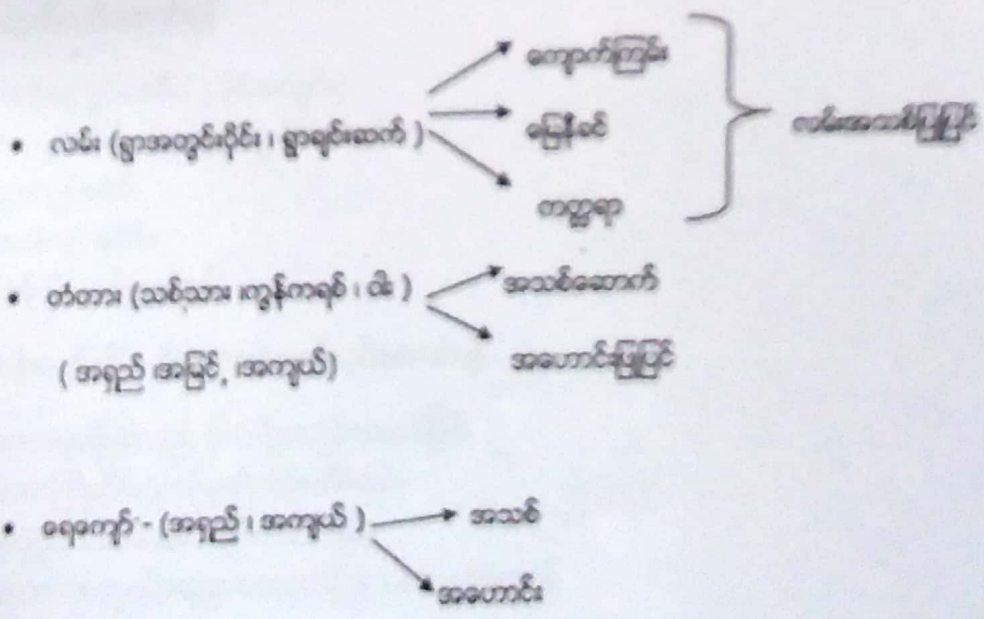 ကျောက်ကြမ်း
• လမ်း (ရွာအတွင်းပိုင်း ၊ ရွာချင်းဆက် )
မြေနီခင်
လမ်းအသစ်ပြုပြင်
ကတ္တရာ
• တံတား (သစ်သား ၊ကွန်ကရစ် ၊ ဝါး )
အသစ်ဆောက်
( အရှည် ၊အမြင့် ၊အကျယ်)
အဟောင်းပြုပြင်
• ရေကျော် - (အရှည် ၊ အကျယ် )
အသစ်
အဟောင်း